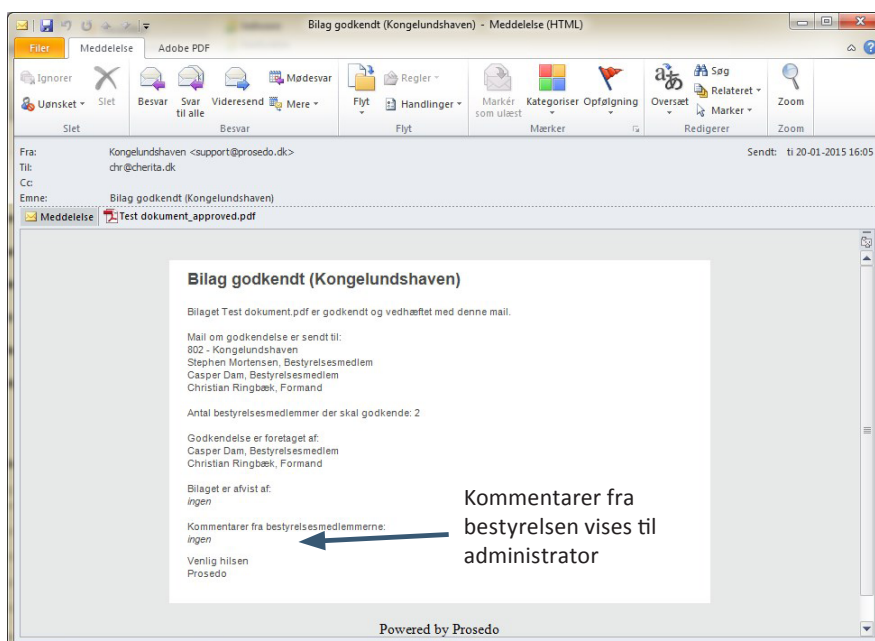 Bilag godkendt (Kongelundshaven) - Meddelelse (HTML)
Filer Meddelelse Adobe PDF
Ignorer
Uønsket
Slet
Slet
Besvar
Svar til alle
Videresend
Mødesvar
Mere
Besvar
Flyt
Regler
Handlinger
Flyt
Markér som ulæst
Kategoriser
Opfølgning
Mærker
Oversæt
Søg
Relateret
Marker
Redigerer
Zoom
Zoom
Fra: Kongelundshaven <support@prosedo.dk> Sendt: ti 20-01-2015 16:05
Til: chr@cherita.dk
Cc:
Emne: Bilag godkendt (Kongelundshaven)
Meddelelse Test dokument_approved.pdf
Bilag godkendt (Kongelundshaven)
Bilaget Test dokument.pdf er godkendt og vedhæftet med denne mail.
Mail om godkendelse er sendt til:
802 - Kongelundshaven
Stephen Mortensen, Bestyrelsesmedlem
Casper Dam, Bestyrelsesmedlem
Christian Ringbæk, Formand
Antal bestyrelsesmedlemmer der skal godkende: 2
Godkendelse er foretaget af:
Casper Dam, Bestyrelsesmedlem
Christian Ringbæk, Formand
Bilaget er afvist af:
ingen
Kommentarer fra bestyrelsesmedlemmerne:
ingen
Venlig hilsen
Prosedo
Kommentarer fra
bestyrelsen vises til
administrator
Powered by Prosedo